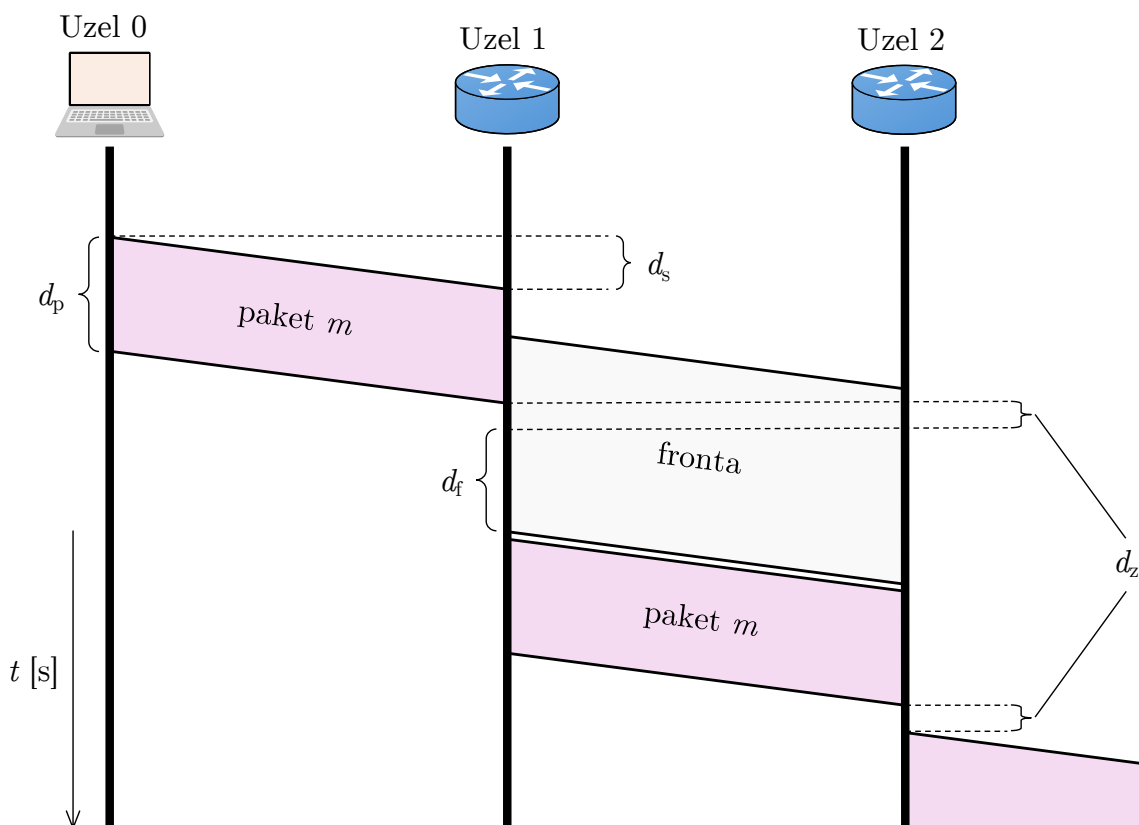 Uzel 0
Uzel 1
Uzel 2
d_s
d_p
paket m
fronta
d_f
d_z
paket m
t [s]